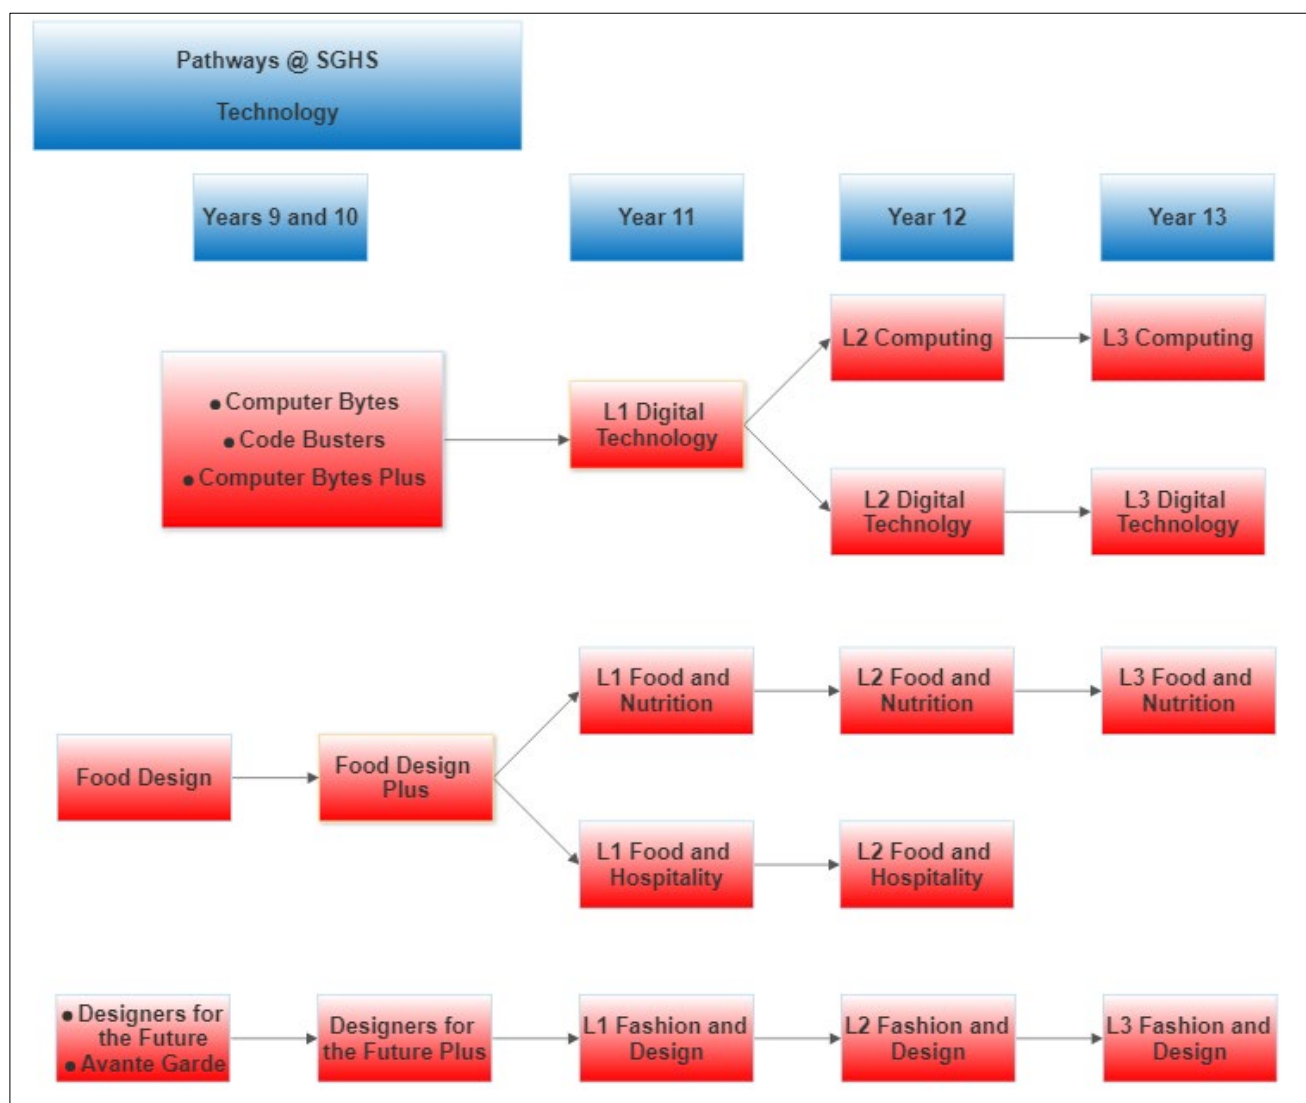 Pathways @ SGHS
Technology
Years 9 and 10
Year 11
Year 12
Year 13
● Computer Bytes
● Code Busters
● Computer Bytes Plus
L1 Digital
Technology
L2 Computing
L3 Computing
L2 Digital
Technolgy
L3 Digital
Technology
Food Design
Food Design
Plus
L1 Food and
Nutrition
L2 Food and
Nutrition
L3 Food and
Nutrition
L1 Food and
Hospitality
L2 Food and
Hospitality
● Designers for
the Future
● Avante Garde
Designers for
the Future Plus
L1 Fashion and
Design
L2 Fashion and
Design
L3 Fashion and
Design